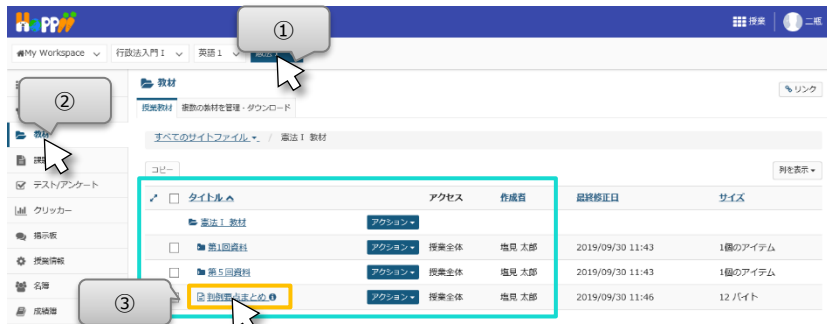 Hoppii
授業
二瓶
My Workspace 行政法入門 I 英語 1
①
教材
リンク
授業教材 複数の教材を管理・ダウンロード
②
教材
すべてのサイトファイル / 憲法 I 教材
コピー
列を表示
テスト/アンケート
クリッカー
掲示板
授業情報
名簿
成績簿
タイトル アクセス 作成者 最終修正日 サイズ
憲法 I 教材 アクション
第1回資料 アクション 授業全体 塩見 太郎 2019/09/30 11:43 1個のアイテム
第5回資料 アクション 授業全体 塩見 太郎 2019/09/30 11:43 1個のアイテム
判例要点まとめ アクション 授業全体 塩見 太郎 2019/09/30 11:46 12 バイト
③